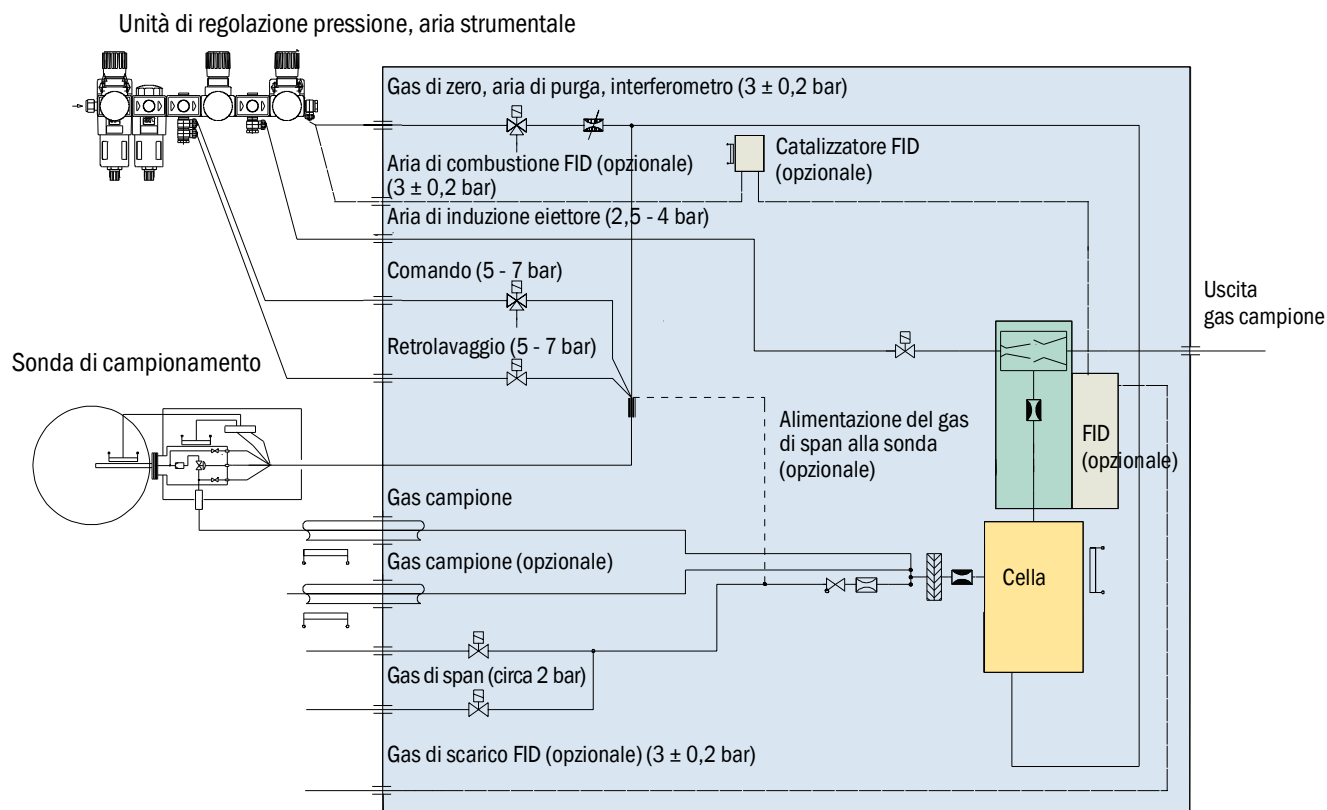 Unità di regolazione pressione, aria strumentale
Gas di zero, aria di purga, interferometro (3 ± 0,2 bar)
Aria di combustione FID (opzionale)
(3 ± 0,2 bar)
Catalizzatore FID
(opzionale)
Aria di induzione eiettore (2,5 - 4 bar)
Comando (5 - 7 bar)
Uscita
gas campione
Retrolavaggio (5 - 7 bar)
Sonda di campionamento
Alimentazione del gas
di span alla sonda
(opzionale)
FID
(opzionale)
Gas campione
Gas campione (opzionale)
Cella
Gas di span (circa 2 bar)
Gas di scarico FID (opzionale) (3 ± 0,2 bar)